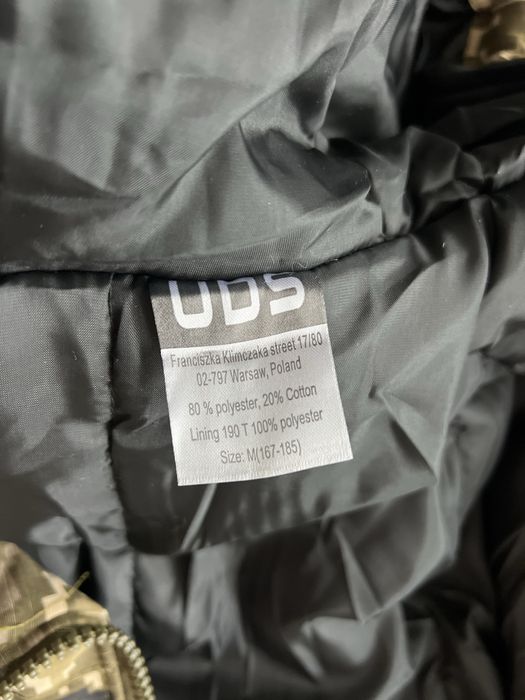 UDS
Franciszka Klimczaka street 17/80
02-797 Warsaw, Poland
80 % polyester, 20% Cotton
Lining 190 T 100% polyester
Size: M(167-185)